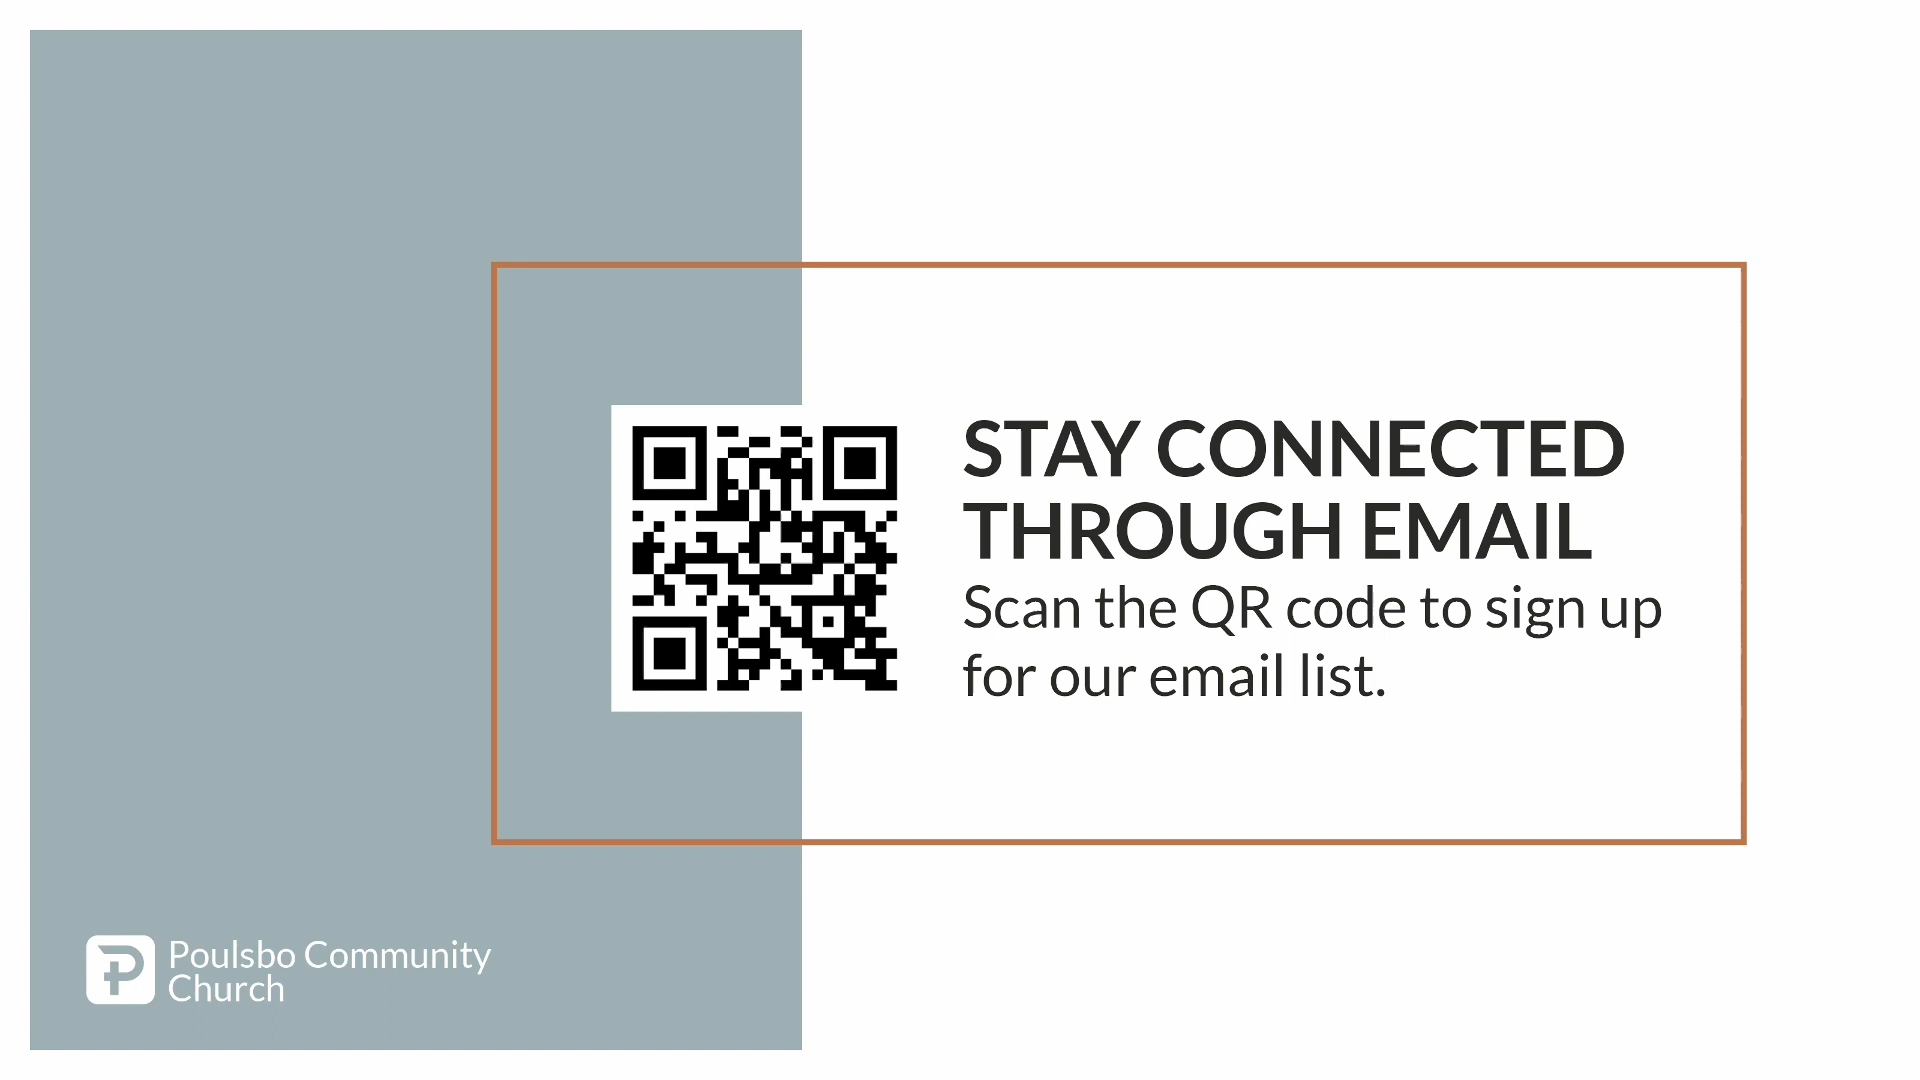 STAY CONNECTED
THROUGH EMAIL
Scan the QR code to sign up
for our email list.
Poulsbo Community
Church